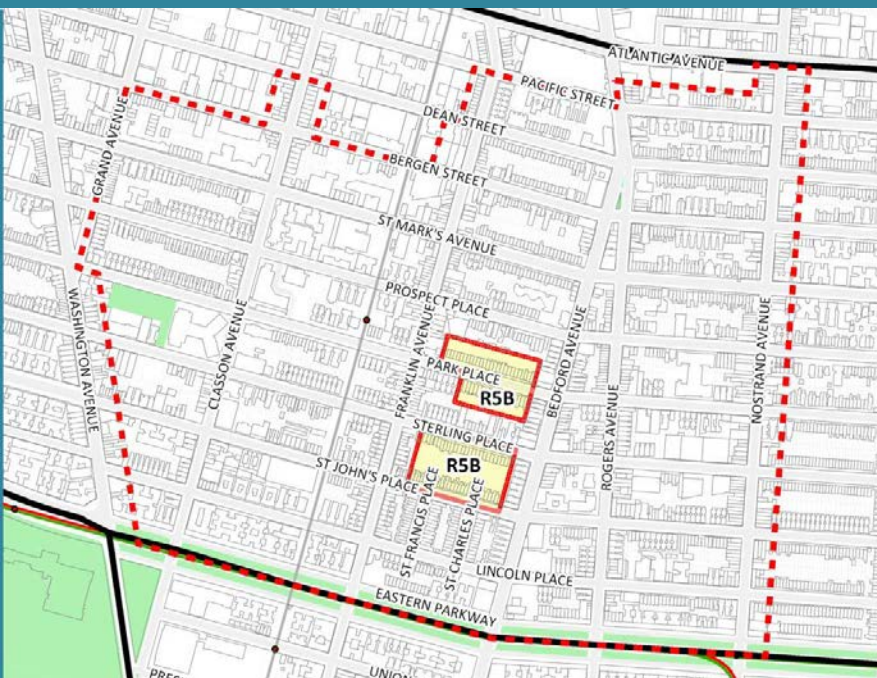 ATLANTIC AVENUE
PACIFIC STREET
DEAN STREET
GRAND AVENUE
BERGEN STREET
ST MARK'S AVENUE
PROSPECT PLACE
WASHINGTON AVENUE
CLASSON AVENUE
FRANKLIN AVENUE
BEDFORD AVENUE
NOSTRAND AVENUE
PARK PLACE
R5B
ROGERS AVENUE
STERLING PLACE
R5B
ST JOHN'S PLACE
ST FRANCIS PLACE
ST CHARLES PLACE
LINCOLN PLACE
EASTERN PARKWAY
PRES
UNION